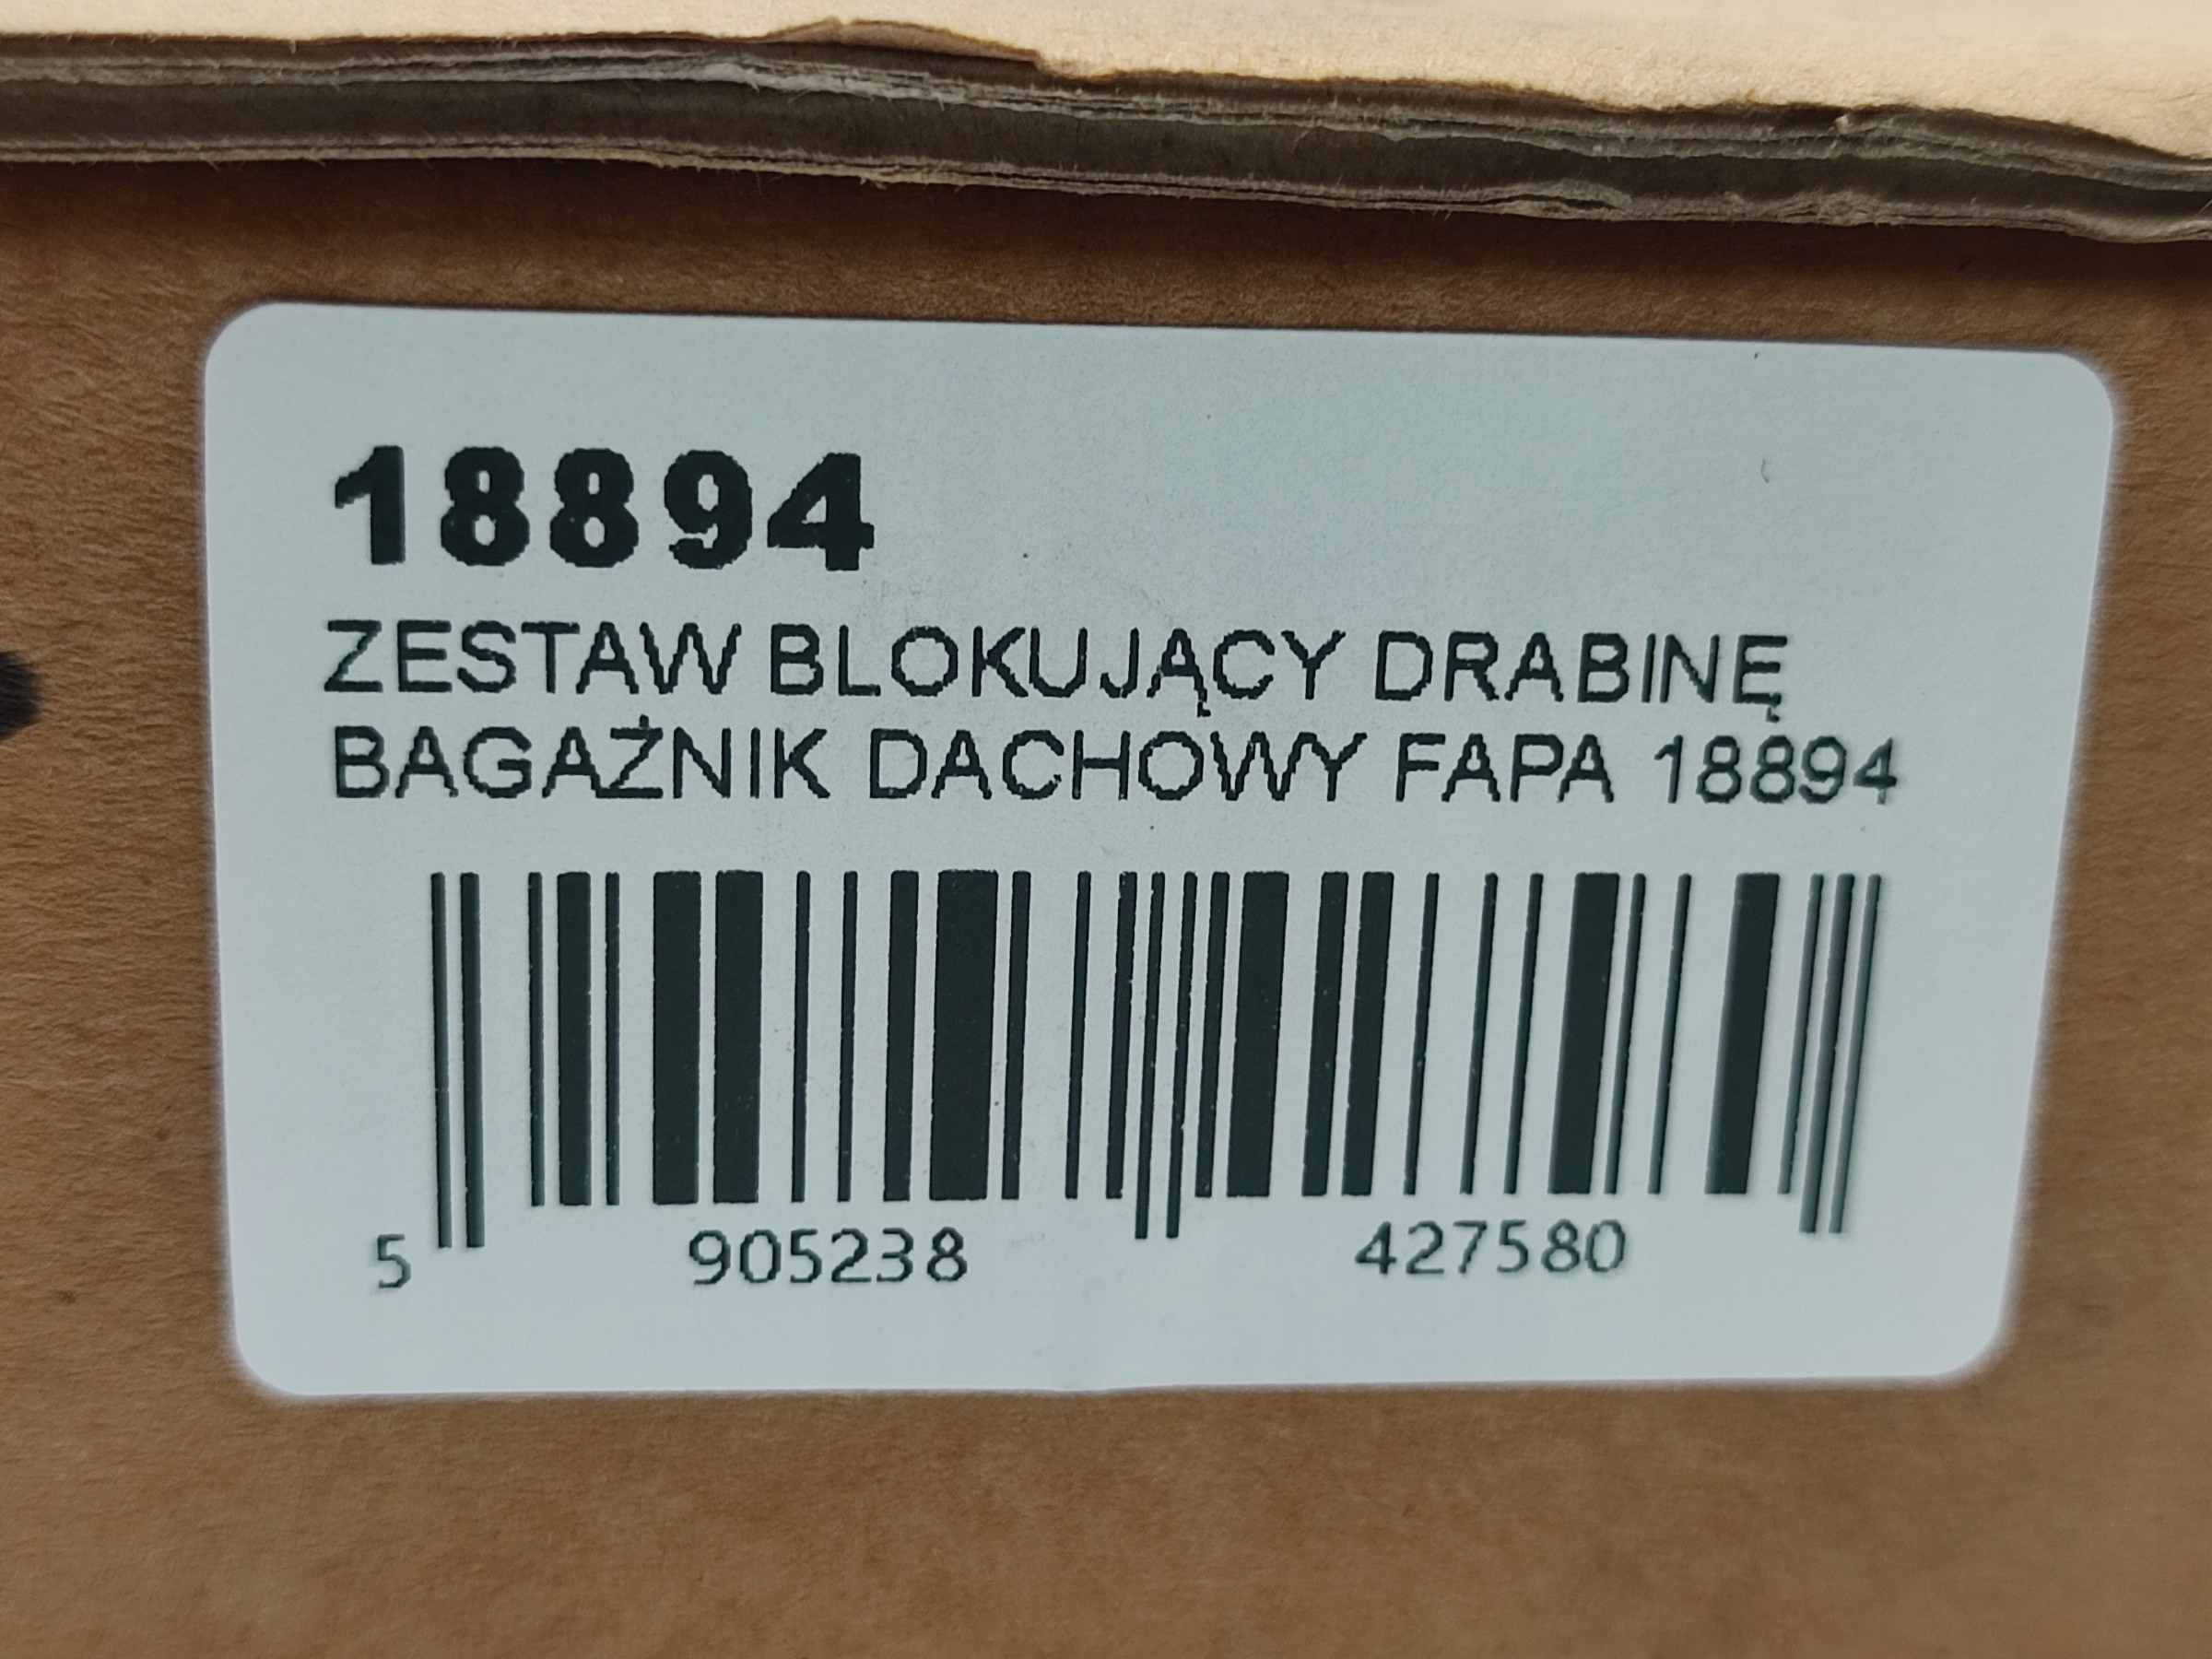 18894
ZESTAW BLOKUJĄCY DRABINĘ
BAGAŻNIK DACHOWY FAPA 18894
5 905238 427580